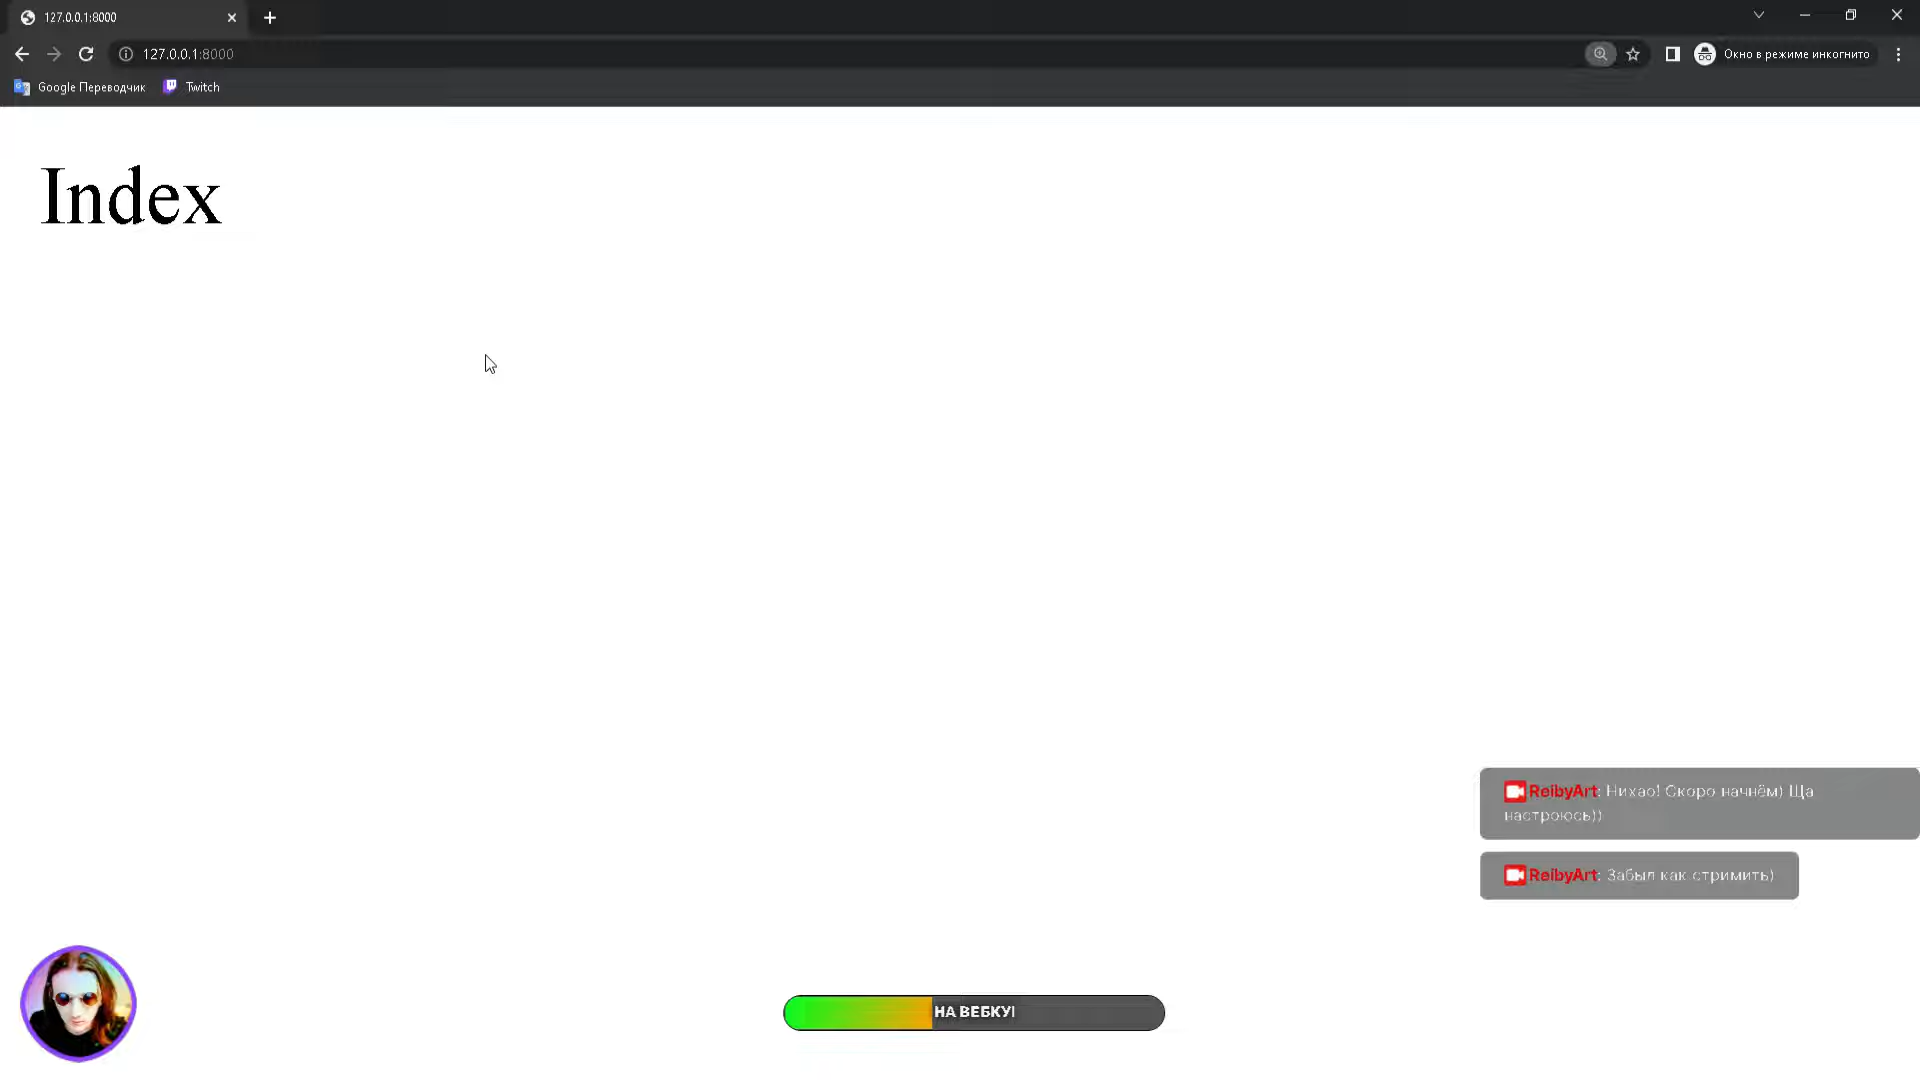 127.0.0.1:8000
127.0.0.1:8000
Окно в режиме инкогнито
Google Переводчик
Twitch
Index
ReibyArt: Нихао! Скоро начнём) Ща
настроюсь))
ReibyArt: Забыл как стримить)
НА ВЕБКУ!